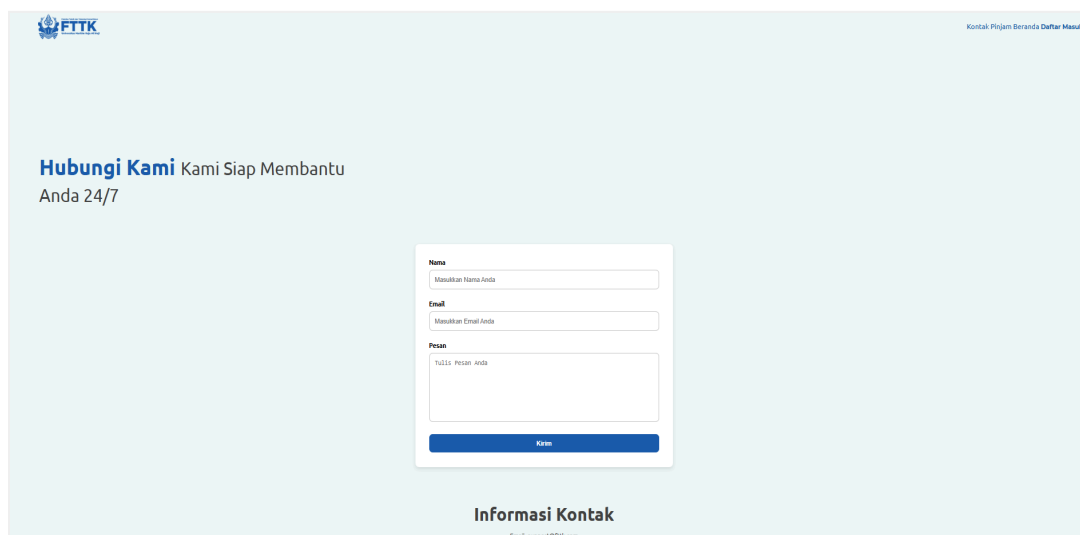 FTTK
Kontak Pinjam Beranda Daftar Masuk
Hubungi Kami Kami Siap Membantu
Anda 24/7
Nama
Masukkan Nama Anda
Email
Masukkan Email Anda
Pesan
Tulis Pesan Anda
Kirim
Informasi Kontak